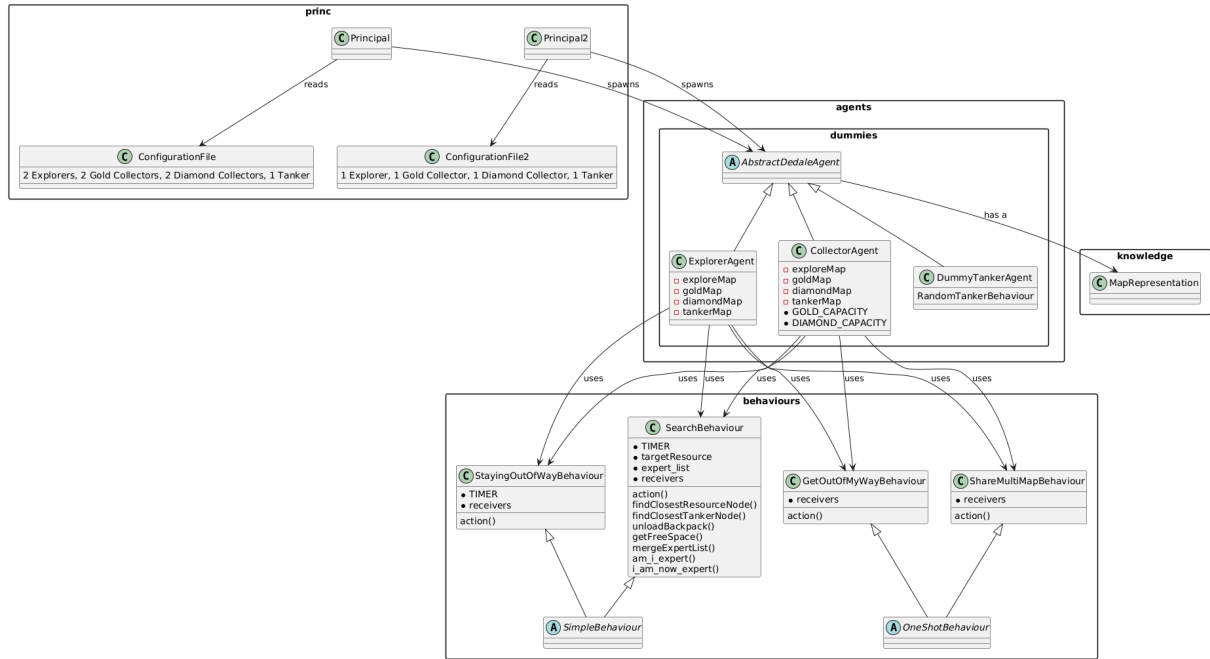 princ
C Principal
C Principal2
reads
reads
spawns
spawns
C ConfigurationFile
2 Explorers, 2 Gold Collectors, 2 Diamond Collectors, 1 Tanker
C ConfigurationFile2
1 Explorer, 1 Gold Collector, 1 Diamond Collector, 1 Tanker
agents
dummies
A AbstractDedaleAgent
has a
C ExplorerAgent
exploreMap
goldMap
diamondMap
tankerMap
C CollectorAgent
exploreMap
goldMap
diamondMap
tankerMap
GOLD_CAPACITY
DIAMOND_CAPACITY
C DummyTankerAgent
RandomTankerBehaviour
knowledge
C MapRepresentation
uses
uses
uses
uses
uses
uses
uses
uses
behaviours
C StayingOutOfWayBehaviour
TIMER
receivers
action()
C SearchBehaviour
TIMER
targetResource
expert_list
receivers
action()
findClosestResourceNode()
findClosestTankerNode()
unloadBackpack()
getFreeSpace()
mergeExpertList()
am_i_expert()
i_am_now_expert()
C GetOutOfMyWayBehaviour
receivers
action()
C ShareMultiMapBehaviour
receivers
action()
A SimpleBehaviour
A OneShotBehaviour